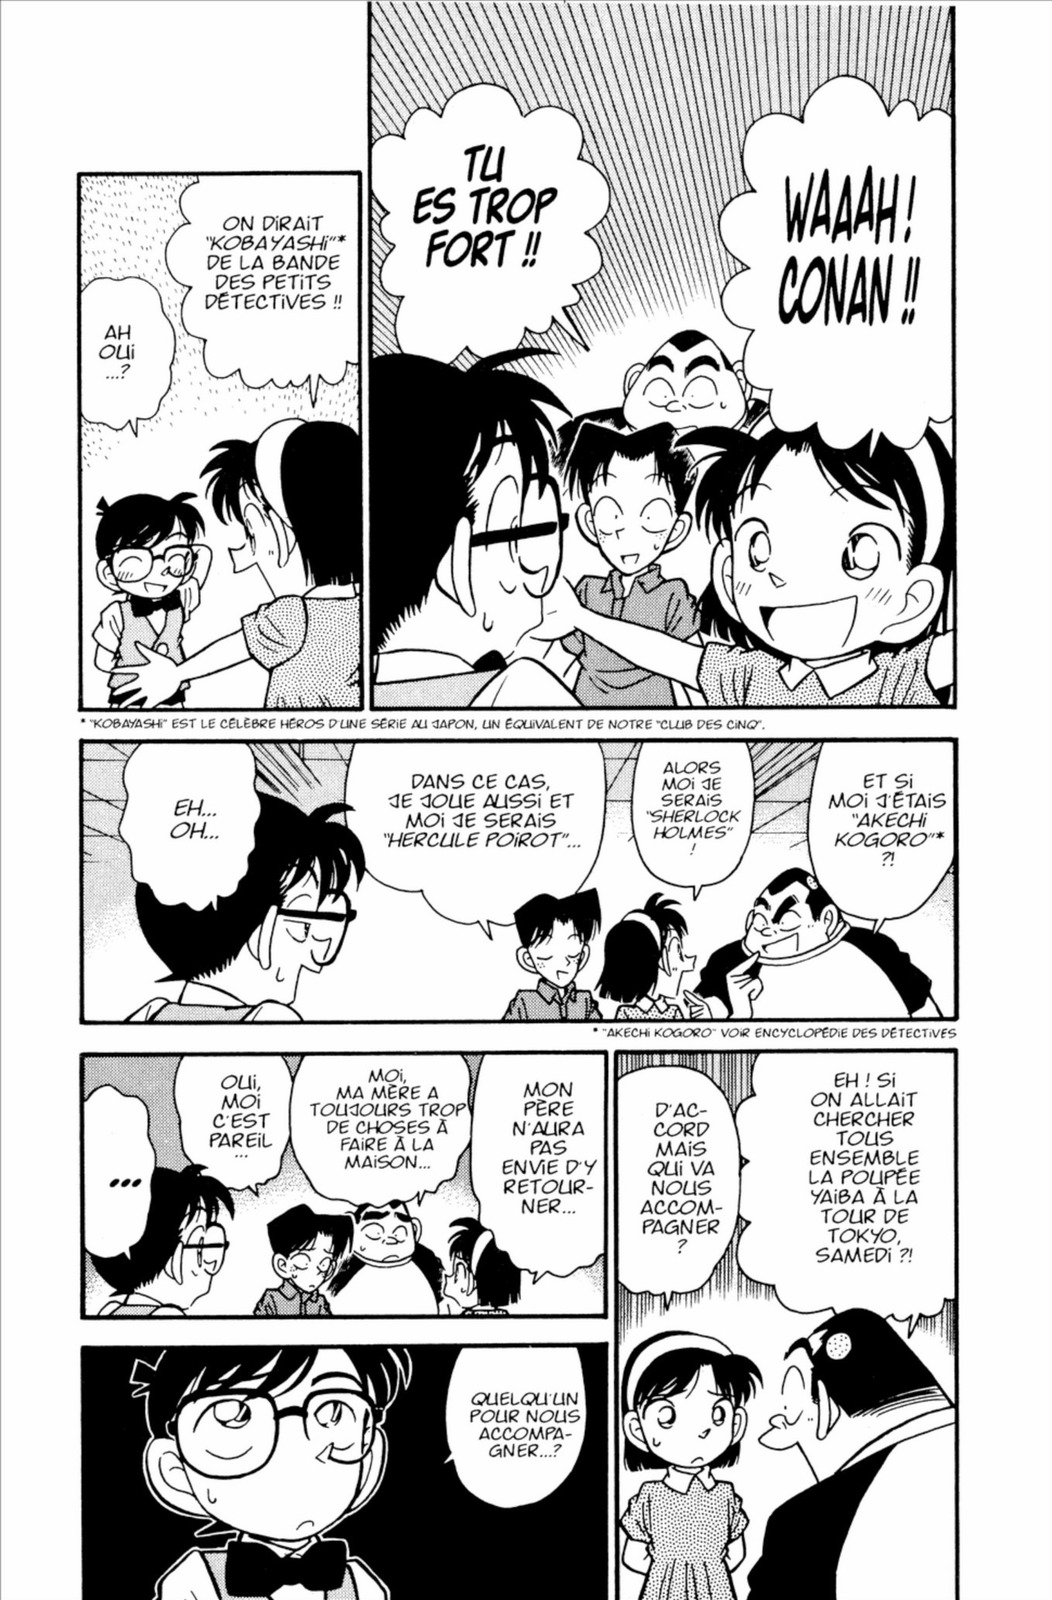 WAAAH !
CONAN !!
TU
ES TROP
FORT !!
ON DIRAIT
"KOBAYASHI"*
DE LA BANDE
DES PETITS
DÉTECTIVES !!
AH
OUI
...?
* "KOBAYASHI" EST LE CÉLÈBRE HÉROS D'UNE SÉRIE AU JAPON, UN ÉQUIVALENT DE NOTRE "CLUB DES CINQ".
ET SI
MOI J'ÉTAIS
"AKECHI
KOGORO"*
?!
ALORS
MOI JE
SERAIS
"SHERLOCK
HOLMES"
!
DANS CE CAS,
JE JOUE AUSSI ET
MOI JE SERAIS
"HERCULE POIROT"...
EH...
OH...
* "AKECHI KOGORO" VOIR ENCYCLOPÉDIE DES DÉTECTIVES
EH ! SI
ON ALLAIT
CHERCHER
TOUS
ENSEMBLE
LA POUPÉE
YAIBA À LA
TOUR DE
TOKYO,
SAMEDI ?!
D'AC-
CORD
MAIS
QUI VA
NOUS
ACCOM-
PAGNER
?
MON
PÈRE
N'AURA
PAS
ENVIE D'Y
RETOUR-
NER...
MOI,
MA MÈRE A
TOUJOURS TROP
DE CHOSES À
FAIRE À LA
MAISON...
OUI,
MOI
C'EST
PAREIL
...
...
QUELQU'UN
POUR NOUS
ACCOMPA-
GNER...?